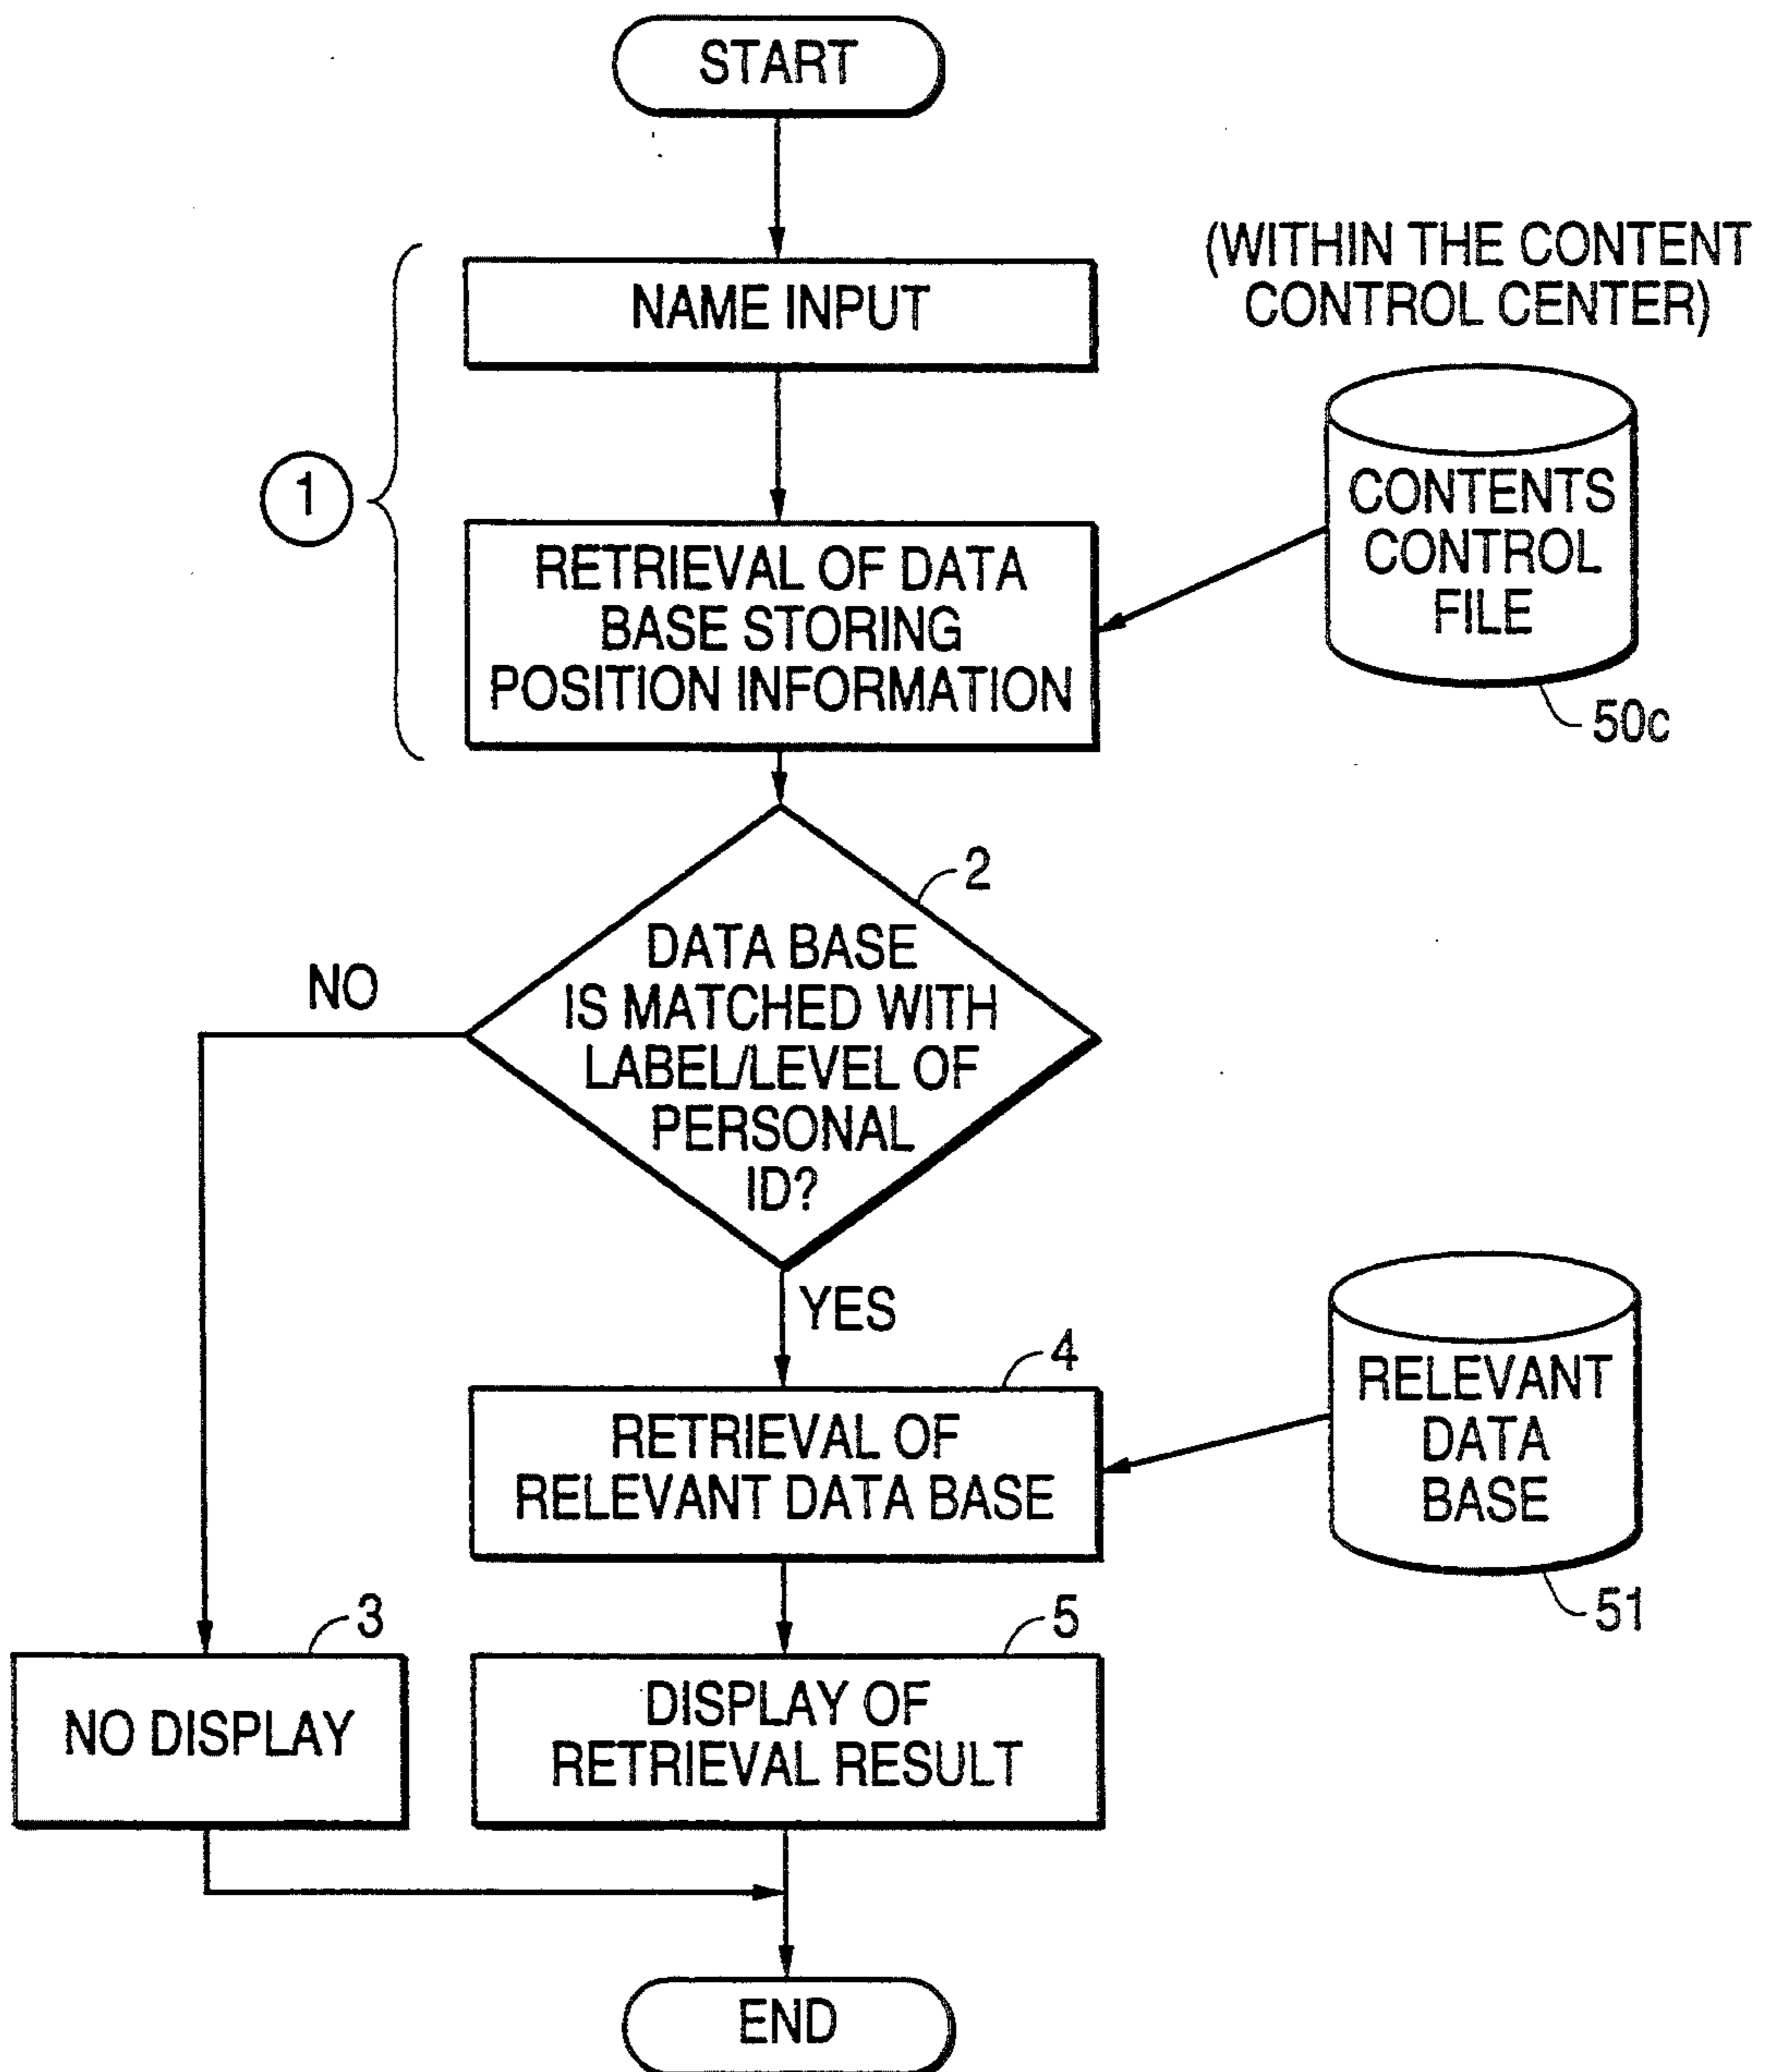 START
(WITHIN THE CONTENT
CONTROL CENTER)
NAME INPUT
1
CONTENTS
CONTROL
FILE
50c
RETRIEVAL OF DATA
BASE STORING
POSITION INFORMATION
2
DATA BASE
IS MATCHED WITH
LABEL/LEVEL OF
PERSONAL
ID?
NO
YES
4
RETRIEVAL OF
RELEVANT DATA BASE
RELEVANT
DATA
BASE
51
3
NO DISPLAY
5
DISPLAY OF
RETRIEVAL RESULT
END